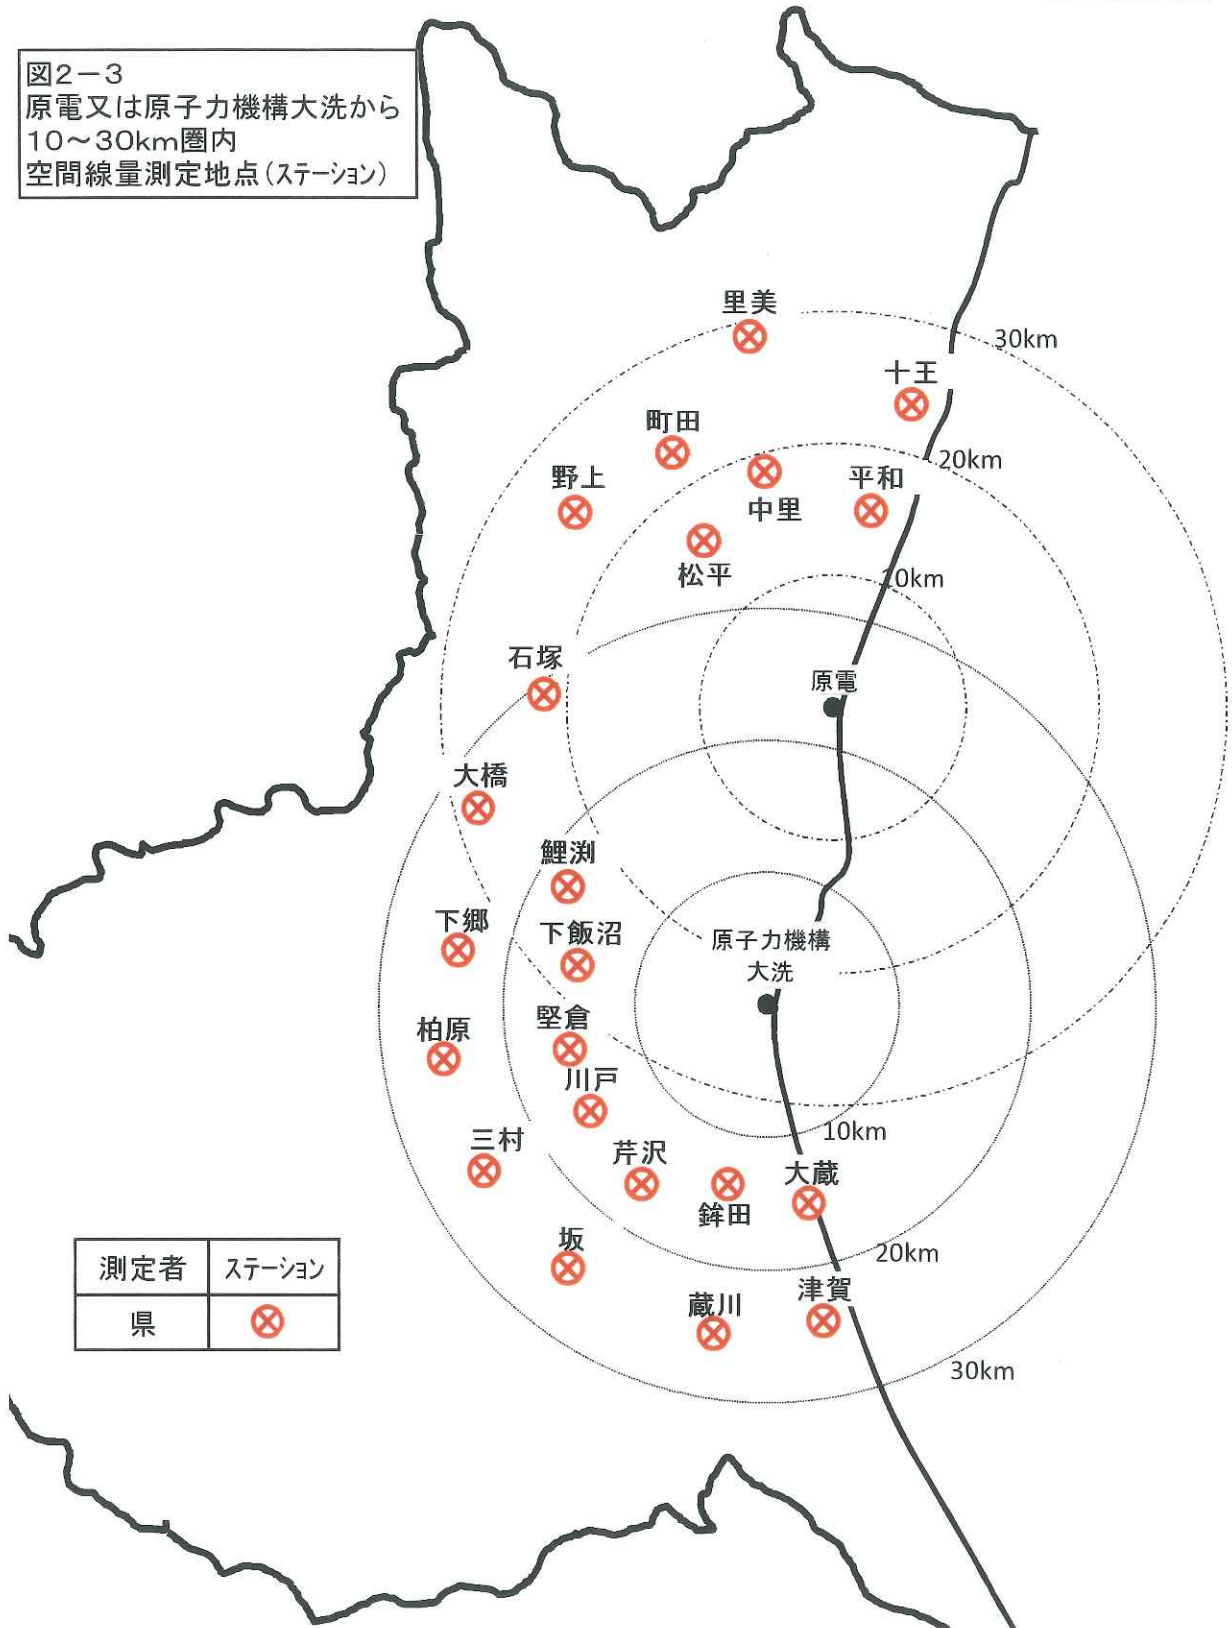 図2-3
原電又は原子力機構大洗から
10～30km圏内
空間線量測定地点(ステーション)
里美
30km
十王
町田
20km
野上
平和
中里
10km
松平
石塚
原電
大橋
鯉渕
下郷
下飯沼
原子力機構
大洗
堅倉
柏原
川戸
10km
三村
芹沢
大蔵
鉾田
坂
20km
測定者 ステーション
津賀
蔵川
県
30km